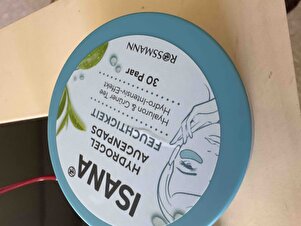 ISANA®
HYDROGEL
AUGENPADS
FEUCHTIGKEIT
Hyaluron & Grüner Tee
Hydro-Intensiv-Effekt
30 Paar
ROSSMANN